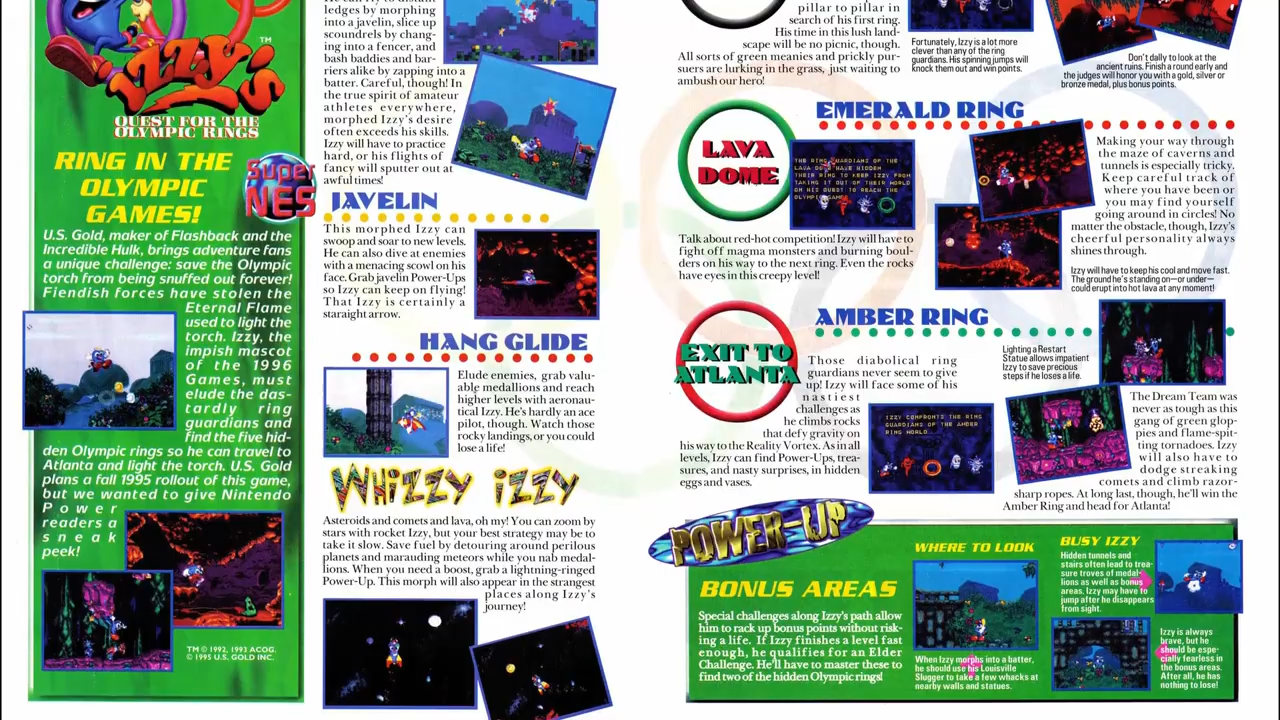 IZZY'S
TM
QUEST FOR THE
OLYMPIC RINGS
RING IN THE
OLYMPIC
GAMES!
Super
NES
U.S. Gold, maker of Flashback and the
Incredible Hulk, brings adventure fans
a unique challenge: save the Olympic
torch from being snuffed out forever!
Fiendish forces have stolen the
Eternal Flame
used to light the
torch. Izzy, the
impish mascot
of the 1996
Games, must
elude the das-
tardly ring
guardians and
find the five hid-
den Olympic rings so he can travel to
Atlanta and light the torch. U.S. Gold
plans a fall 1995 rollout of this game,
but we wanted to give Nintendo
Power
readers a
sneak
peek!
TM © 1992, 1993 ACOG.
© 1995 U.S. GOLD INC.
ledges by morphing
into a javelin, slice up
scoundrels by chang-
ing into a fencer, and
bash baddies and bar-
riers alike by zapping into a
batter. Careful, though! In
the true spirit of amateur
athletes everywhere,
morphed Izzy's desire
often exceeds his skills.
Izzy will have to practice
hard, or his flights of
fancy will sputter out at
awful times!
JAVELIN
This morphed Izzy can
swoop and soar to new levels.
He can also dive at enemies
with a menacing scowl on his
face. Grab javelin Power-Ups
so Izzy can keep on flying!
That Izzy is certainly a
staraight arrow.
HANG GLIDE
Elude enemies, grab valu-
able medallions and reach
higher levels with aeronau-
tical Izzy. He's hardly an ace
pilot, though. Watch those
rocky landings, or you could
lose a life!
WHIZZY IZZY
Asteroids and comets and lava, oh my! You can zoom by
stars with rocket Izzy, but your best strategy may be to
take it slow. Save fuel by detouring around perilous
planets and marauding meteors while you nab medal-
lions. When you need a boost, grab a lightning-ringed
Power-Up. This morph will also appear in the strangest
places along Izzy's
journey!
pillar to pillar in
search of his first ring.
His time in this lush land-
scape will be no picnic, though.
All sorts of green meanies and prickly pur-
suers are lurking in the grass, just waiting to
ambush our hero!
Fortunately, Izzy is a lot more
clever than any of the ring
guardians. His spinning jumps will
knock them out and win points.
Don't dally to look at the
ancient ruins. Finish a round early and
the judges will honor you with a gold, silver or
bronze medal, plus bonus points.
EMERALD RING
LAVA
DOME
THE RING GUARDIANS OF THE
LAVA DOME HAVE HIDDEN
THEIR RING TO KEEP IZZY FROM
TAKING IT OUT OF THEIR WORLD
ON HIS QUEST TO REACH THE
OLYMPIC GAMES
Talk about red-hot competition! Izzy will have to
fight off magma monsters and burning boul-
ders on his way to the next ring. Even the rocks
have eyes in this creepy level!
Making your way through
the maze of caverns and
tunnels is especially tricky.
Keep careful track of
where you have been or
you may find yourself
going around in circles! No
matter the obstacle, though, Izzy's
cheerful personality always
shines through.
Izzy will have to keep his cool and move fast.
The ground he's standing on—or under—
could erupt into hot lava at any moment!
AMBER RING
EXIT TO
ATLANTA
Those diabolical ring
guardians never seem to give
up! Izzy will face some of his
nastiest
challenges as
he climbs rocks
that defy gravity on
his way to the Reality Vortex. As in all
levels, Izzy can find Power-Ups, trea-
sures, and nasty surprises, in hidden
eggs and vases.
IZZY CONFRONTS THE RING
GUARDIANS OF THE AMBER
RING WORLD
Lighting a Restart
Statue allows impatient
Izzy to save precious
steps if he loses a life.
The Dream Team was
never as tough as this
gang of green glop-
pies and flame-spit-
ting tornadoes. Izzy
will also have to
dodge streaking
comets and climb razor-
sharp ropes. At long last, though, he'll win the
Amber Ring and head for Atlanta!
POWER-UP
BONUS AREAS
Special challenges along Izzy's path allow
him to rack up bonus points without risk-
ing a life. If Izzy finishes a level fast
enough, he qualifies for an Elder
Challenge. He'll have to master these to
find two of the hidden Olympic rings!
WHERE TO LOOK
When Izzy morphs into a batter,
he should use his Louisville
Slugger to take a few whacks at
nearby walls and statues.
BUSY IZZY
Hidden tunnels and
stairs often lead to trea-
sure troves of medal-
lions as well as bonus
areas. Izzy may have to
jump after he disappears
from sight.
Izzy is always
brave, but he
should be espe-
cially fearless in
the bonus areas.
After all, he has
nothing to lose!